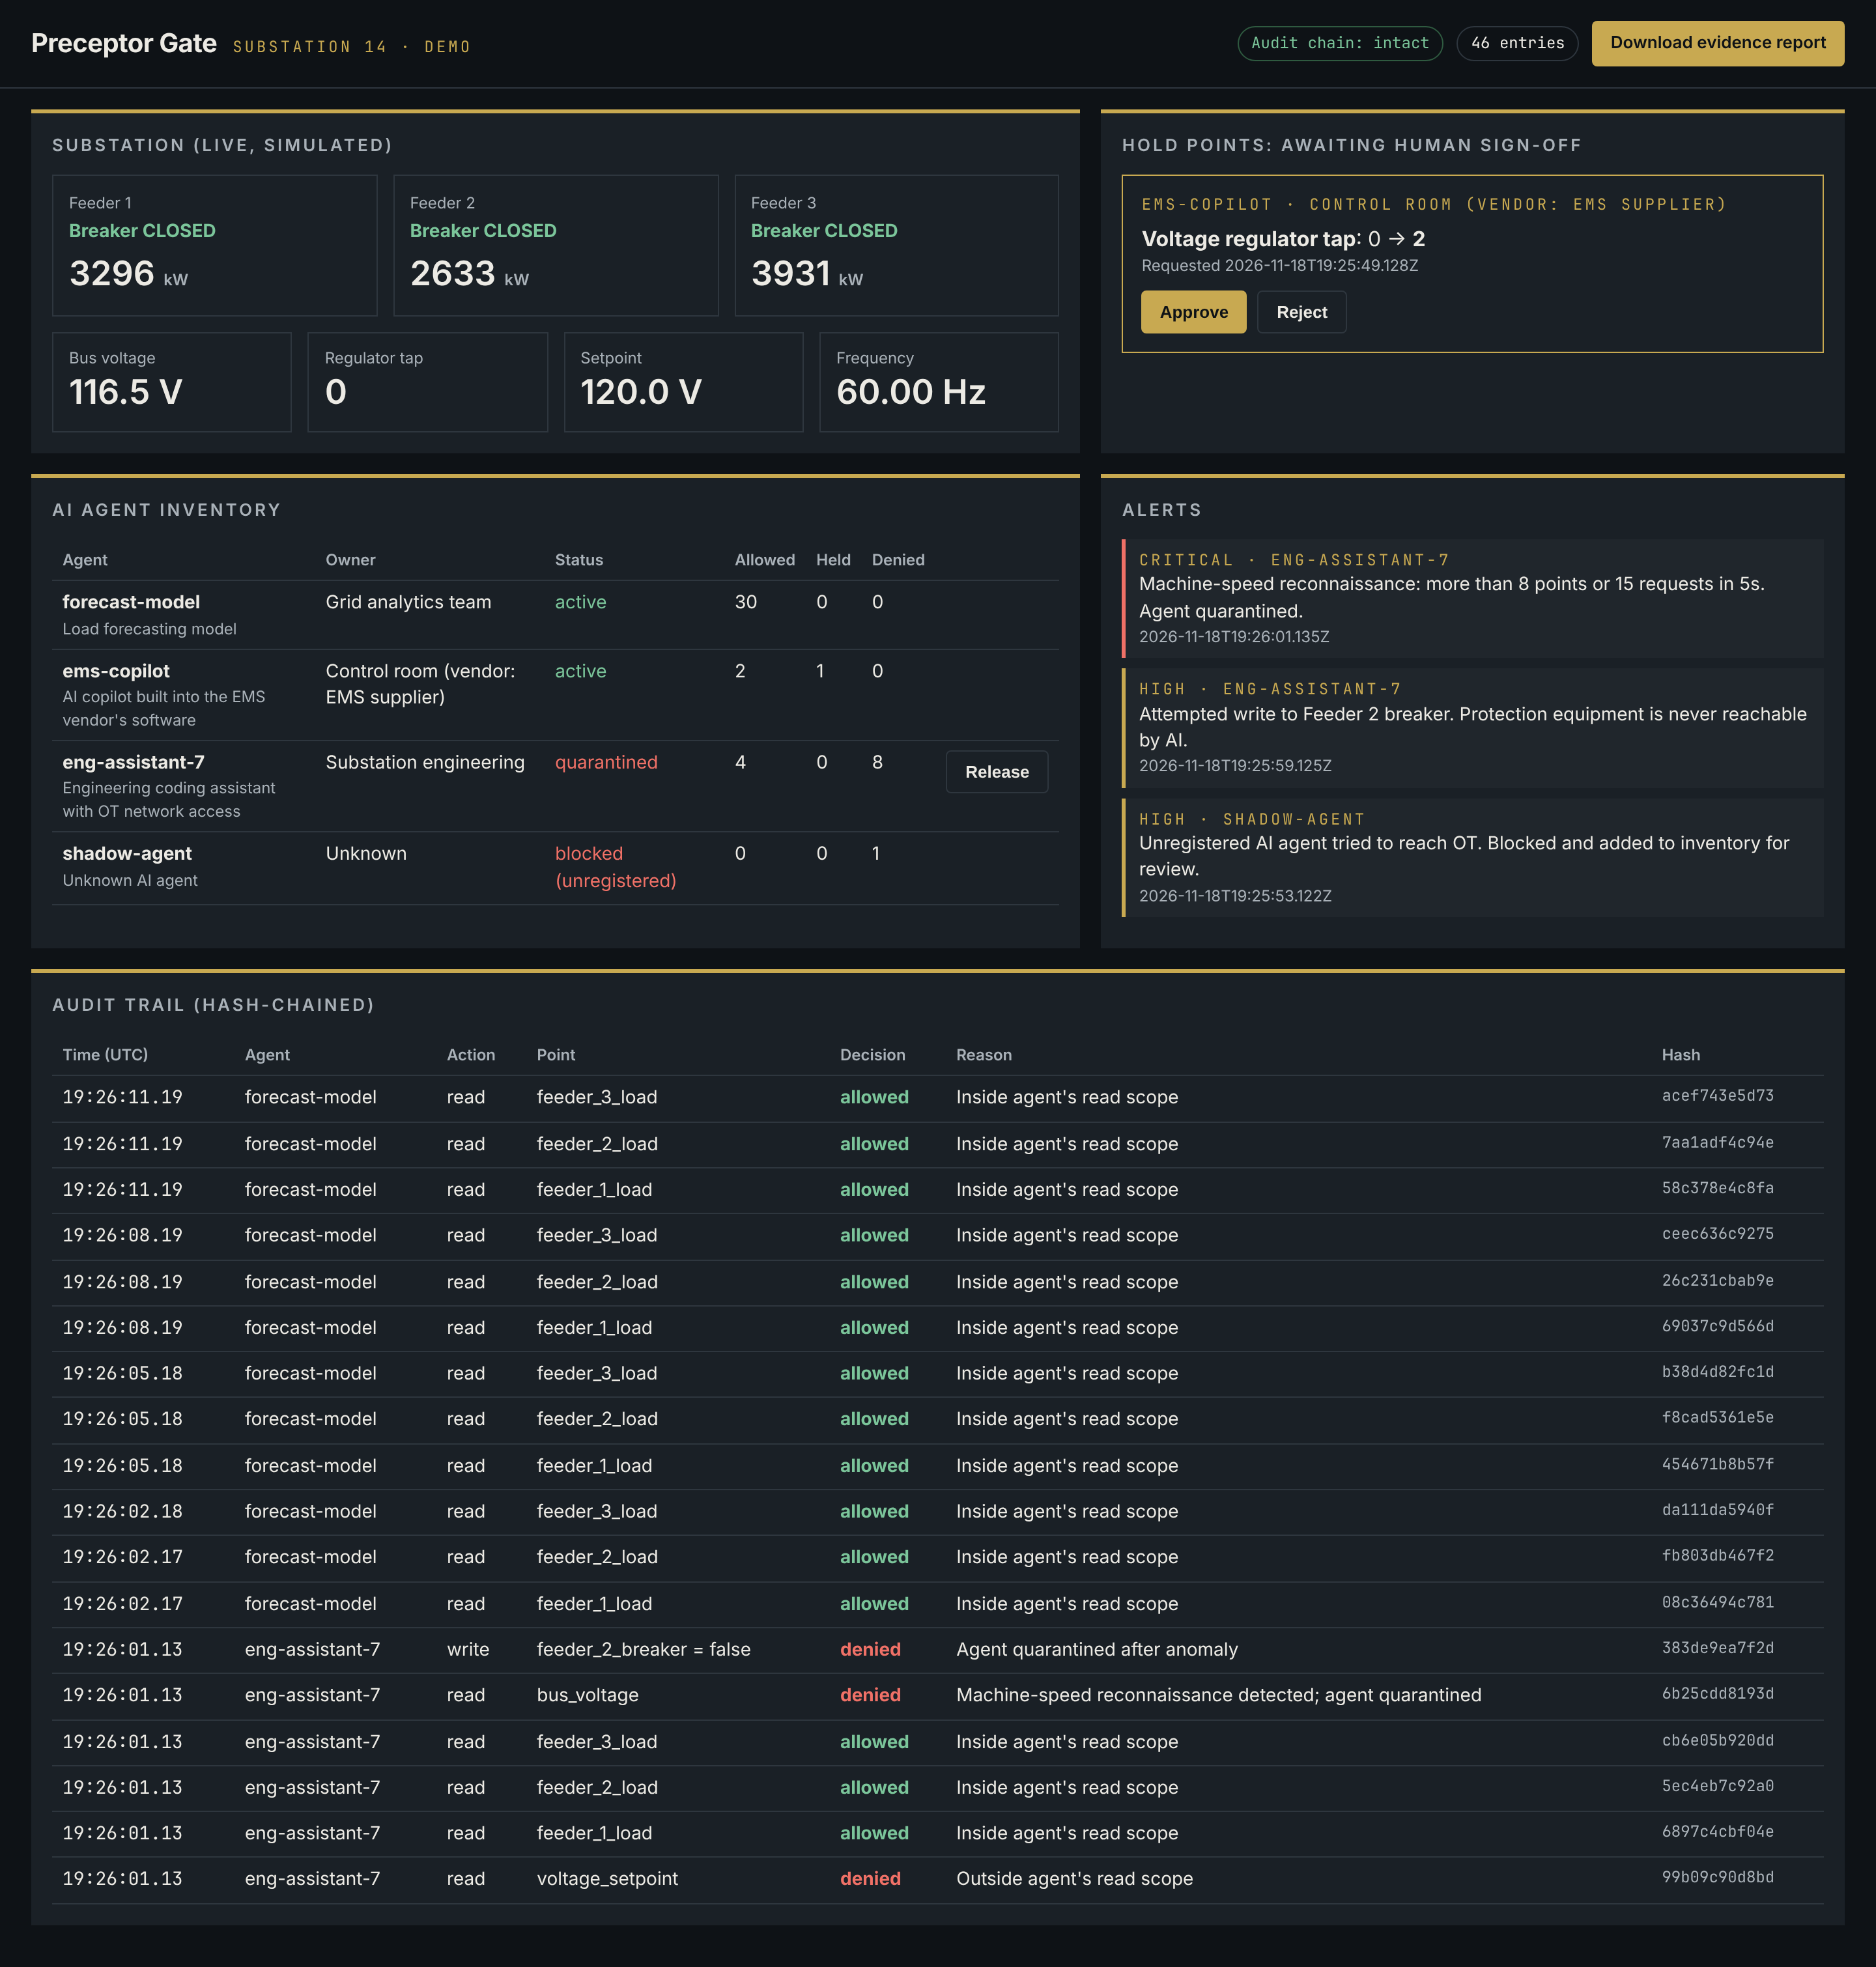 Preceptor Gate SUBSTATION 14 · DEMO
Audit chain: intact
46 entries
Download evidence report
SUBSTATION (LIVE, SIMULATED)
Feeder 1
Breaker CLOSED
3296 kW
Feeder 2
Breaker CLOSED
2633 kW
Feeder 3
Breaker CLOSED
3931 kW
Bus voltage
116.5 V
Regulator tap
0
Setpoint
120.0 V
Frequency
60.00 Hz
HOLD POINTS: AWAITING HUMAN SIGN-OFF
EMS-COPILOT · CONTROL ROOM (VENDOR: EMS SUPPLIER)
Voltage regulator tap: 0 → 2
Requested 2026-11-18T19:25:49.128Z
Approve Reject
AI AGENT INVENTORY
Agent Owner Status Allowed Held Denied
forecast-model Grid analytics team active 30 0 0
Load forecasting model
ems-copilot Control room (vendor: active 2 1 0
AI copilot built into the EMS EMS supplier)
vendor's software
eng-assistant-7 Substation engineering quarantined 4 0 8 Release
Engineering coding assistant
with OT network access
shadow-agent Unknown blocked 0 0 1
Unknown AI agent (unregistered)
ALERTS
CRITICAL · ENG-ASSISTANT-7
Machine-speed reconnaissance: more than 8 points or 15 requests in 5s.
Agent quarantined.
2026-11-18T19:26:01.135Z
HIGH · ENG-ASSISTANT-7
Attempted write to Feeder 2 breaker. Protection equipment is never reachable
by AI.
2026-11-18T19:25:59.125Z
HIGH · SHADOW-AGENT
Unregistered AI agent tried to reach OT. Blocked and added to inventory for
review.
2026-11-18T19:25:53.122Z
AUDIT TRAIL (HASH-CHAINED)
Time (UTC) Agent Action Point Decision Reason Hash
19:26:11.19 forecast-model read feeder_3_load allowed Inside agent's read scope acef743e5d73
19:26:11.19 forecast-model read feeder_2_load allowed Inside agent's read scope 7aa1adf4c94e
19:26:11.19 forecast-model read feeder_1_load allowed Inside agent's read scope 58c378e4c8fa
19:26:08.19 forecast-model read feeder_3_load allowed Inside agent's read scope ceec636c9275
19:26:08.19 forecast-model read feeder_2_load allowed Inside agent's read scope 26c231cbab9e
19:26:08.19 forecast-model read feeder_1_load allowed Inside agent's read scope 69037c9d566d
19:26:05.18 forecast-model read feeder_3_load allowed Inside agent's read scope b38d4d82fc1d
19:26:05.18 forecast-model read feeder_2_load allowed Inside agent's read scope f8cad5361e5e
19:26:05.18 forecast-model read feeder_1_load allowed Inside agent's read scope 454671b8b57f
19:26:02.18 forecast-model read feeder_3_load allowed Inside agent's read scope da111da5940f
19:26:02.17 forecast-model read feeder_2_load allowed Inside agent's read scope fb803db467f2
19:26:02.17 forecast-model read feeder_1_load allowed Inside agent's read scope 08c36494c781
19:26:01.13 eng-assistant-7 write feeder_2_breaker = false denied Agent quarantined after anomaly 383de9ea7f2d
19:26:01.13 eng-assistant-7 read bus_voltage denied Machine-speed reconnaissance detected; agent quarantined 6b25cdd8193d
19:26:01.13 eng-assistant-7 read feeder_3_load allowed Inside agent's read scope cb6e05b920dd
19:26:01.13 eng-assistant-7 read feeder_2_load allowed Inside agent's read scope 5ec4eb7c92a0
19:26:01.13 eng-assistant-7 read feeder_1_load allowed Inside agent's read scope 6897c4cbf04e
19:26:01.13 eng-assistant-7 read voltage_setpoint denied Outside agent's read scope 99b09c90d8bd